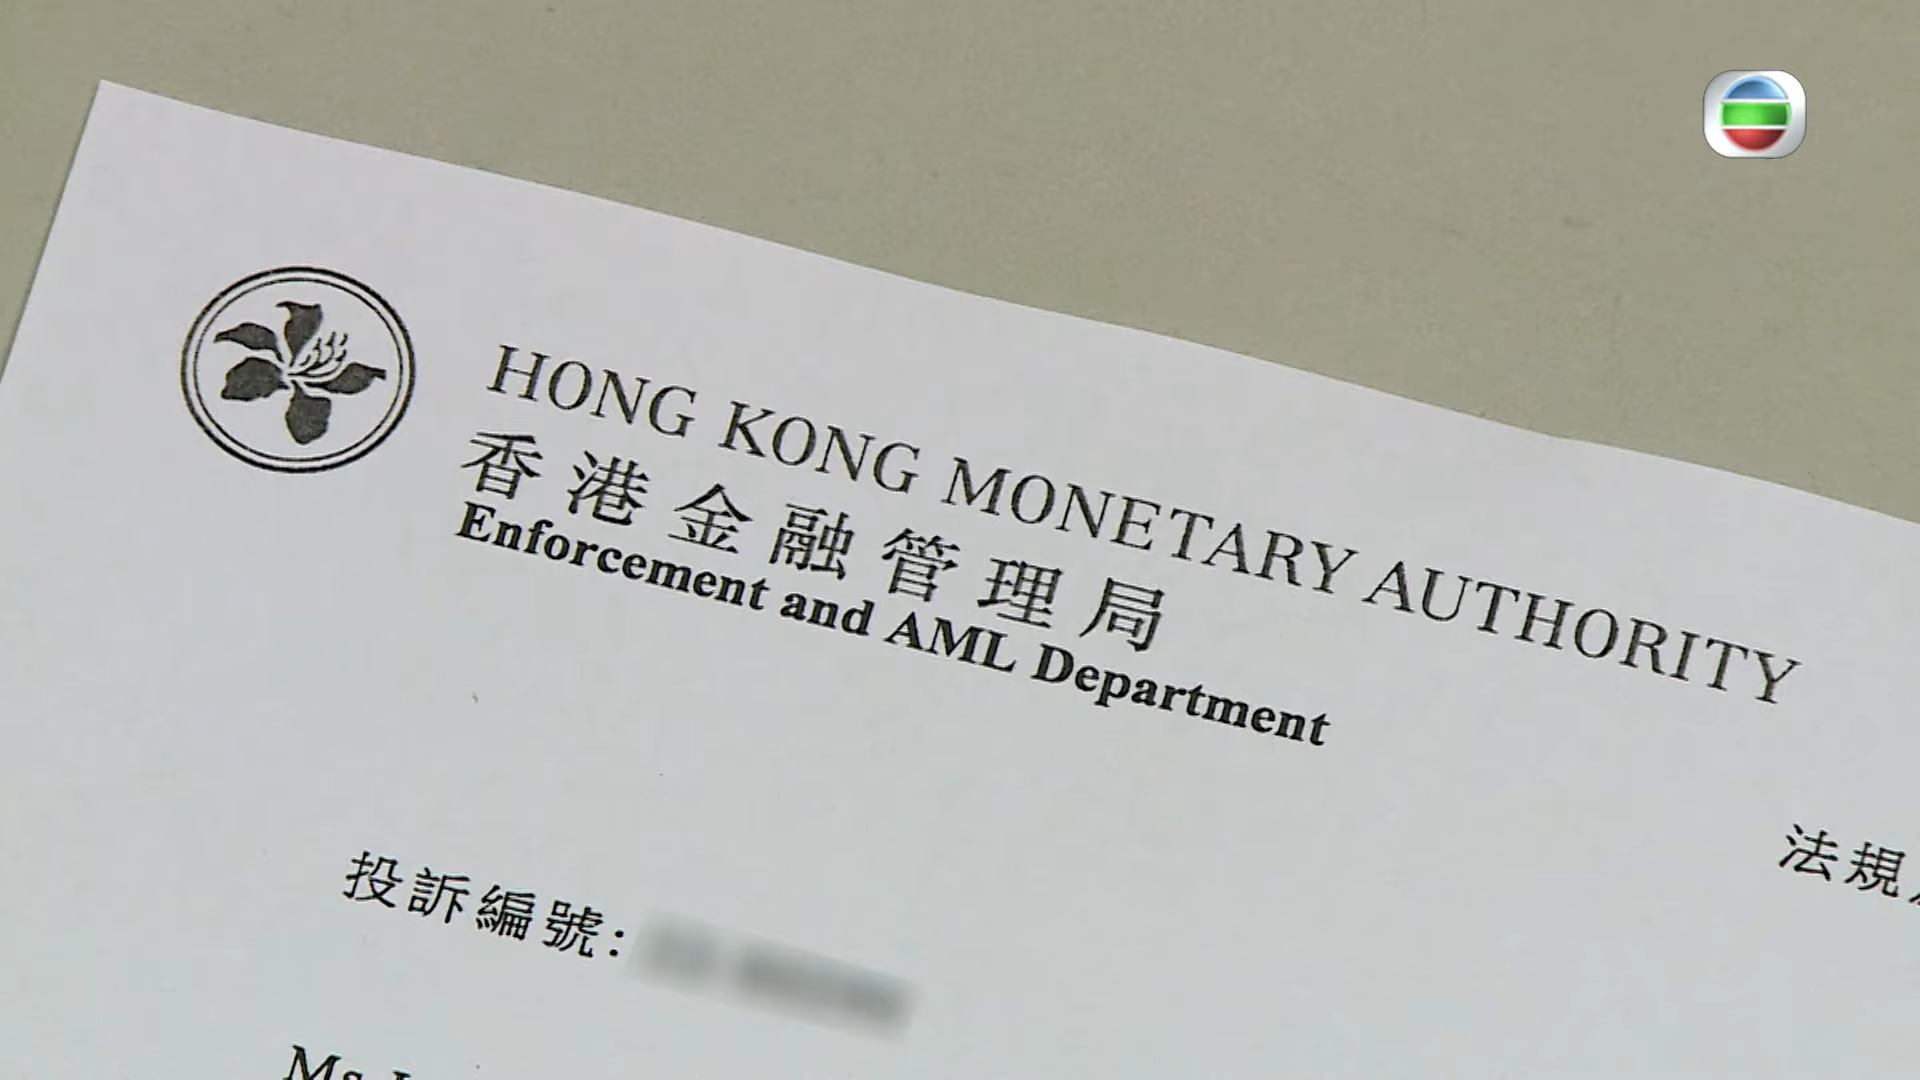 HONG KONG MONETARY AUTHORITY
香港金融管理局
Enforcement and AML Department
法規
投訴編號:
Ms